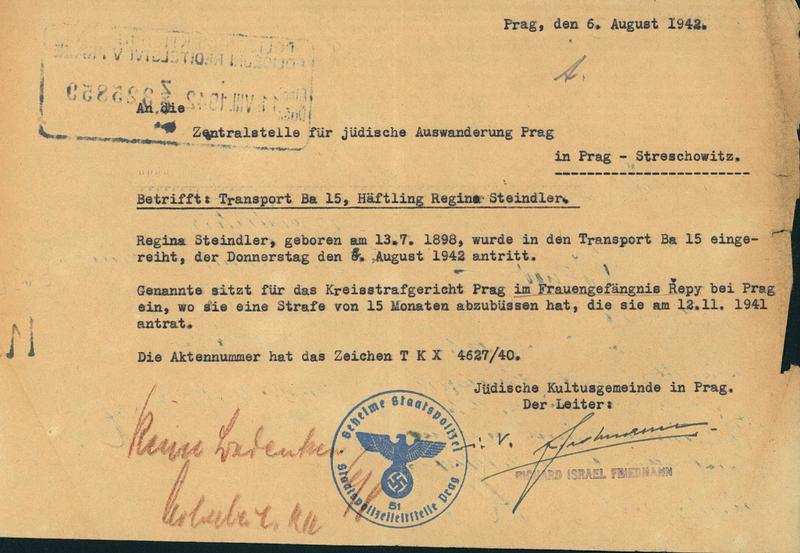 Prag, den 6. August 1942.
An die
Zentralstelle für jüdische Auswanderung Prag
in Prag - Streschowitz.
Betrifft: Transport Ba 15, Häftling Regina Steindler.
Regina Steindler, geboren am 13.7. 1898, wurde in den Transport Ba 15 einge-
reiht, der Donnerstag den August 1942 antritt.
Genannte sitzt für das Kreisstrafgericht Prag im Frauengefängnis Řepy bei Prag
ein, wo sie eine Strafe von 15 Monaten abzubüssen hat, die sie am 12.11. 1941
antrat.
Die Aktennummer hat das Zeichen T K X 4627/40.
Jüdische Kultusgemeinde in Prag.
Der Leiter:
i. V.
RICHARD ISRAEL FRIEDMANN
Geheime Staatspolizei
Staatspolizeileitstelle Prag
51
Keine Bedenken